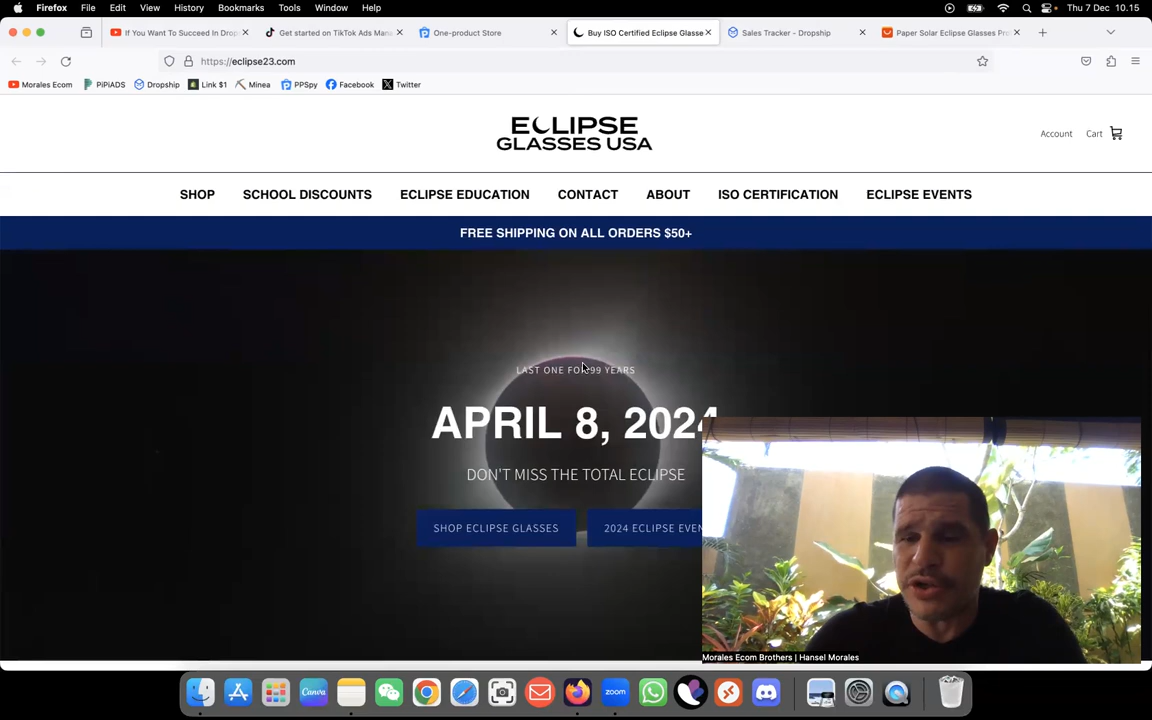 Firefox File Edit View History Bookmarks Tools Window Help Thu 7 Dec 10.15
If You Want To Succeed In Drop Get started on TikTok Ads Man One-product Store Buy ISO Certified Eclipse Glasse Sales Tracker - Dropship Paper Solar Eclipse Glasses Pro
https://eclipse23.com
Morales Ecom PiPiADS Dropship Link $1 Minea PPSpy Facebook Twitter
ECLIPSE
GLASSES USA
Account Cart
SHOP SCHOOL DISCOUNTS ECLIPSE EDUCATION CONTACT ABOUT ISO CERTIFICATION ECLIPSE EVENTS
FREE SHIPPING ON ALL ORDERS $50+
LAST ONE FOR 99 YEARS
APRIL 8, 2024
DON'T MISS THE TOTAL ECLIPSE
SHOP ECLIPSE GLASSES 2024 ECLIPSE EVEN
Morales Ecom Brothers | Hansel Morales
Canva
zoom